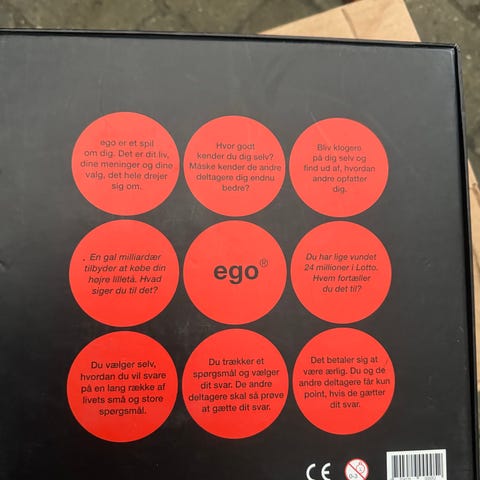 ego er et spil
om dig. Det er dit liv,
dine meninger og dine
valg, det hele drejer
sig om.
Hvor godt
kender du dig selv?
Måske kender de andre
deltagere dig endnu
bedre?
Bliv klogere
på dig selv og
find ud af, hvordan
andre opfatter
dig.
En gal milliardær
tilbyder at købe din
højre lilletå. Hvad
siger du til det?
ego®
Du har lige vundet
24 millioner i Lotto.
Hvem fortæller
du det til?
Du vælger selv,
hvordan du vil svare
på en lang række af
livets små og store
spørgsmål.
Du trækker et
spørgsmål og vælger
dit svar. De andre
deltagere skal så prøve
at gætte dit svar.
Det betaler sig at
være ærlig. Du og de
andre deltagere får kun
point, hvis de gætter
dit svar.
CE
0-3